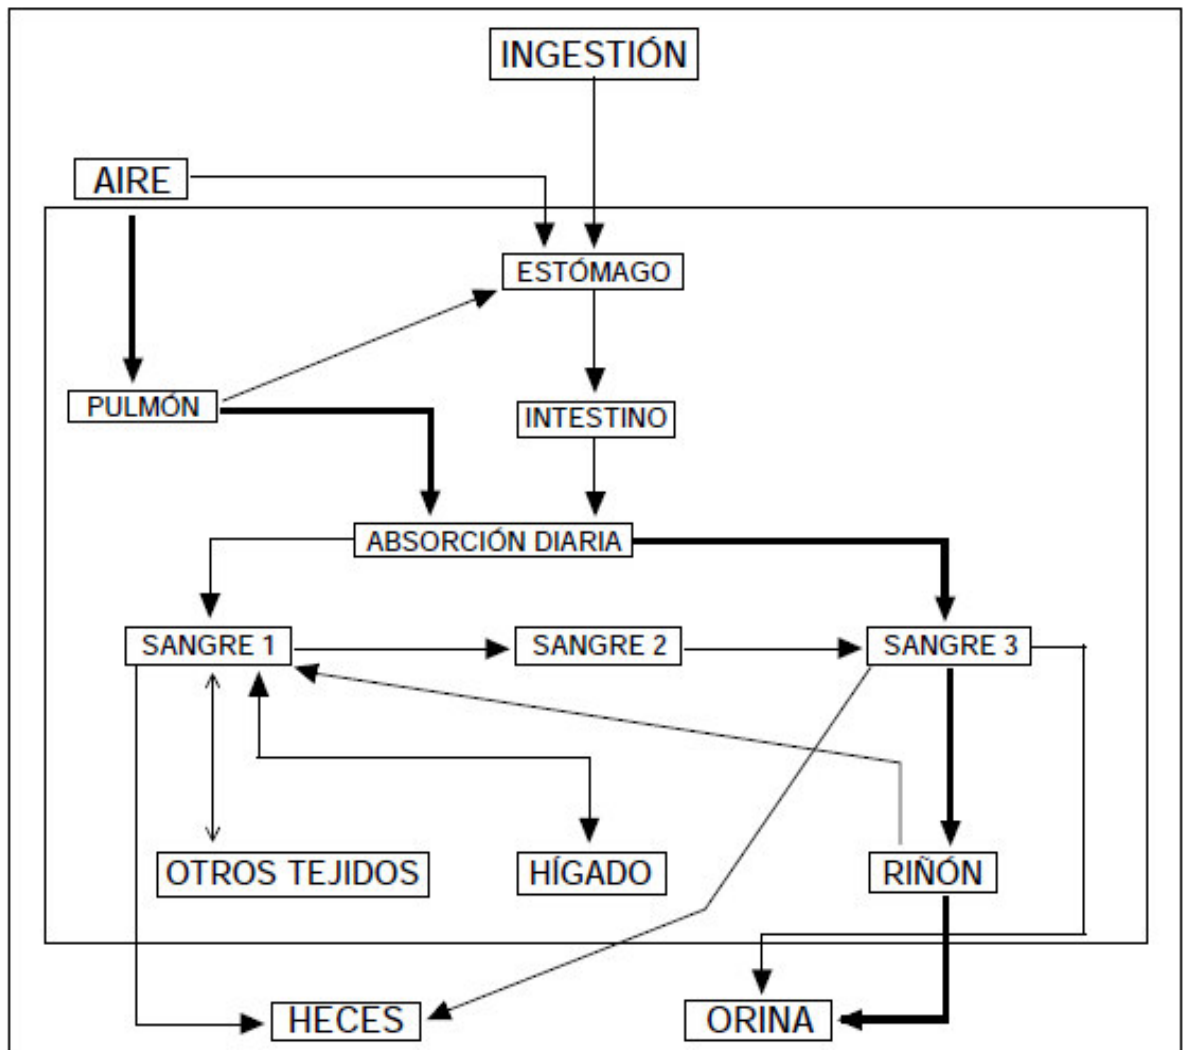 INGESTIÓN
AIRE
ESTÓMAGO
PULMÓN
INTESTINO
ABSORCIÓN DIARIA
SANGRE 1
SANGRE 2
SANGRE 3
OTROS TEJIDOS
HÍGADO
RIÑÓN
HECES
ORINA